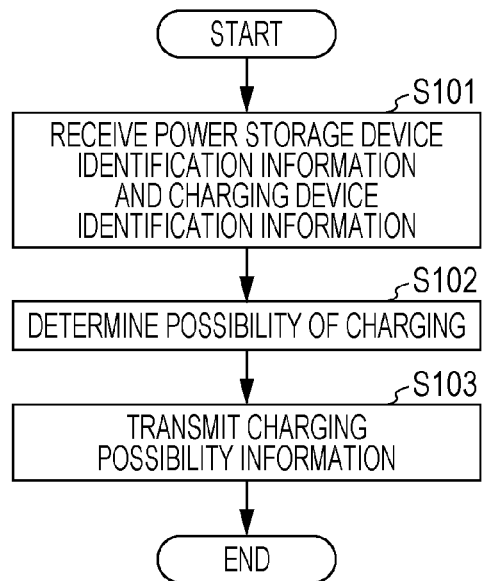 START
S101
RECEIVE POWER STORAGE DEVICE
IDENTIFICATION INFORMATION
AND CHARGING DEVICE
IDENTIFICATION INFORMATION
S102
DETERMINE POSSIBILITY OF CHARGING
S103
TRANSMIT CHARGING
POSSIBILITY INFORMATION
END